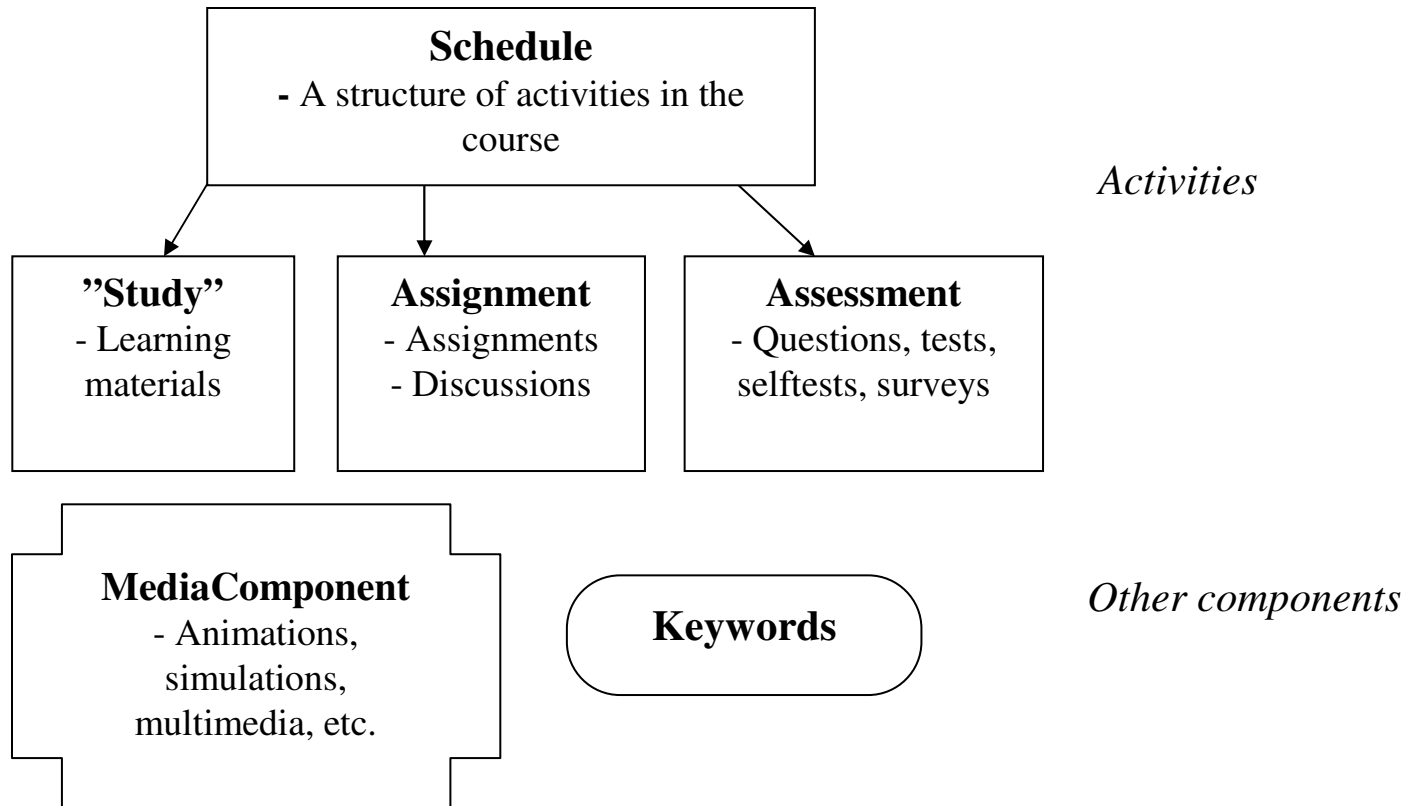 Schedule
- A structure of activities in the
course
Activities
”Study”
- Learning
materials
Assignment
- Assignments
- Discussions
Assessment
- Questions, tests,
selftests, surveys
MediaComponent
- Animations,
simulations,
multimedia, etc.
Keywords
Other components